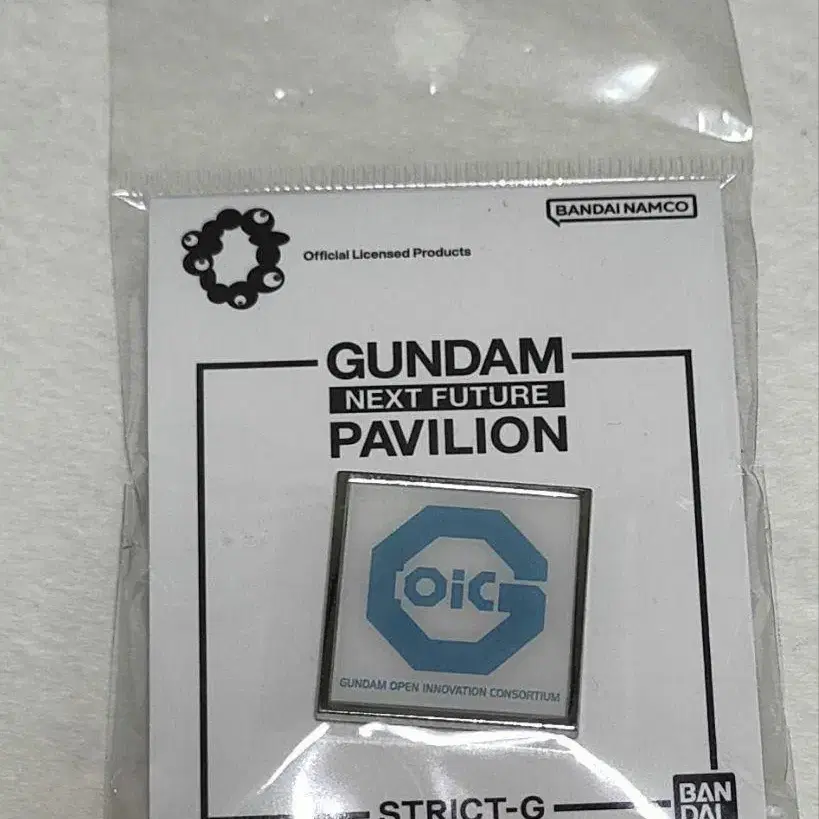 BANDAI NAMCO
Official Licensed Products
GUNDAM
NEXT FUTURE
PAVILION
OiC
GUNDAM OPEN INNOVATION CONSORTIUM
STRICT-G
BAN
DAI